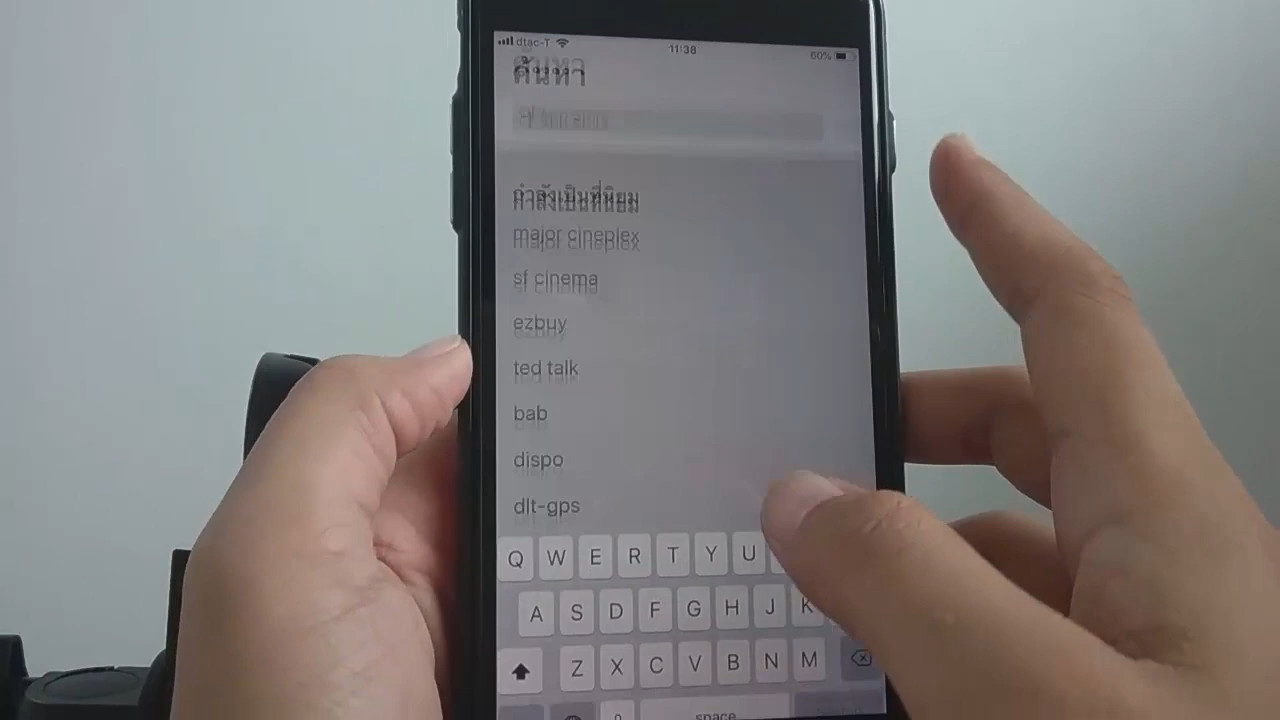 dtac-T 11:38 60%
ค้นหา
กำลังเป็นที่นิยม
major cineplex
sf cinema
ezbuy
ted talk
bab
dispo
dlt-gps
Q W E R T Y U
A S D F G H J K
Z X C V B N M
space